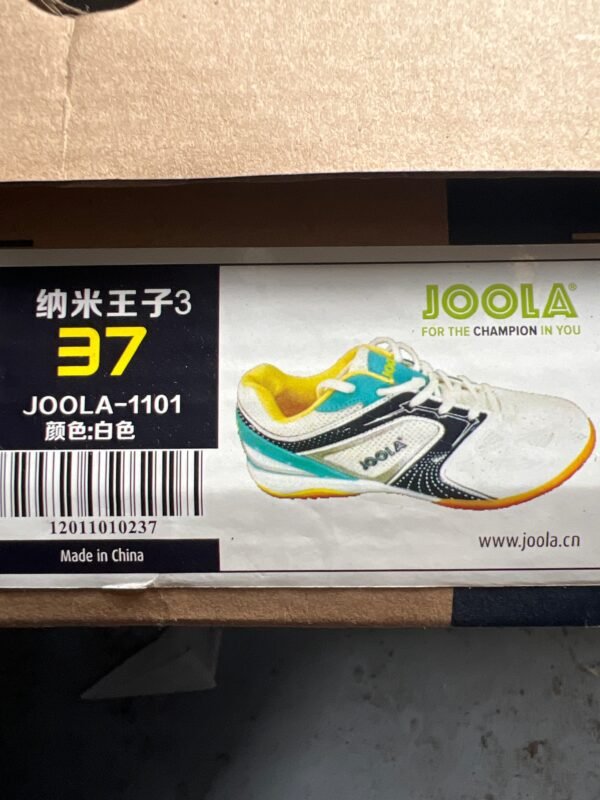 纳米王子3
37
JOOLA-1101
颜色:白色
12011010237
Made in China
JOOLA®
FOR THE CHAMPION IN YOU
JOOLA
JOOLA
www.joola.cn